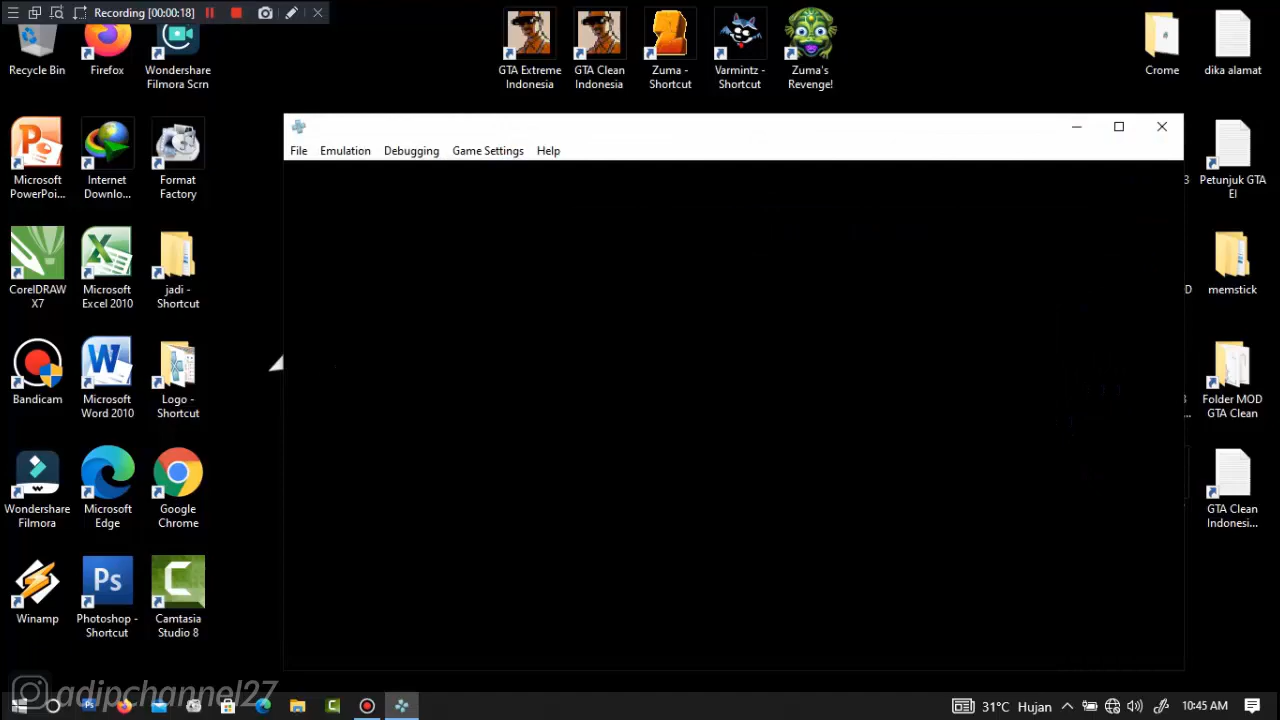 Recording [00:00:18]
Recycle Bin
Firefox
Wondershare
Filmora Scrn
GTA Extreme
Indonesia
GTA Clean
Indonesia
Zuma -
Shortcut
Varmintz -
Shortcut
Zuma's
Revenge!
Crome
dika alamat
File Emulation Debugging Game Settings Help
Microsoft
PowerPoi...
Internet
Downlo...
Format
Factory
3
Petunjuk GTA
EI
CorelDRAW
X7
Microsoft
Excel 2010
jadi -
Shortcut
D
memstick
Bandicam
Microsoft
Word 2010
Logo -
Shortcut
3
...
Folder MOD
GTA Clean
Wondershare
Filmora
Microsoft
Edge
Google
Chrome
GTA Clean
Indonesi...
Winamp
Ps
Photoshop -
Shortcut
Camtasia
Studio 8
adipchannel27
31°C Hujan
10:45 AM